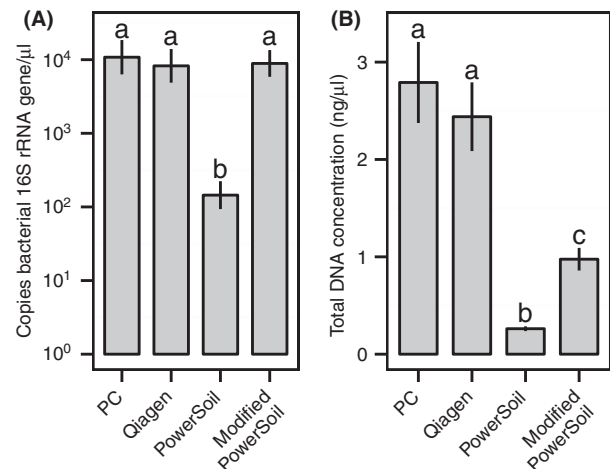 (A)
Copies bacterial 16S rRNA gene/µl
10⁴
10³
10²
10¹
10⁰
a
a
b
a
PC
Qiagen
PowerSoil
Modified
PowerSoil
(B)
Total DNA concentration (ng/µl)
3
2
1
0
a
a
b
c
PC
Qiagen
PowerSoil
Modified
PowerSoil